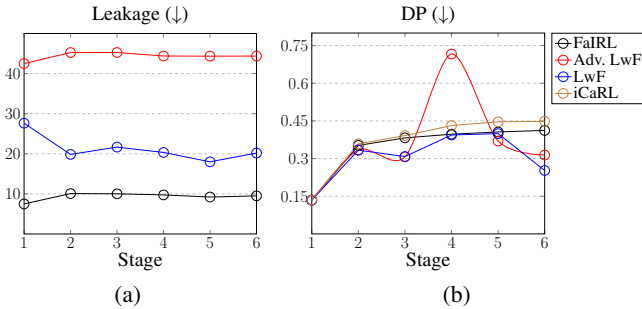 Leakage (↓)
40
30
20
10
1 2 3 4 5 6
Stage
(a)
DP (↓)
0.75
0.6
0.45
0.3
0.15
1 2 3 4 5 6
Stage
(b)
FaIRL
Adv. LwF
LwF
iCaRL